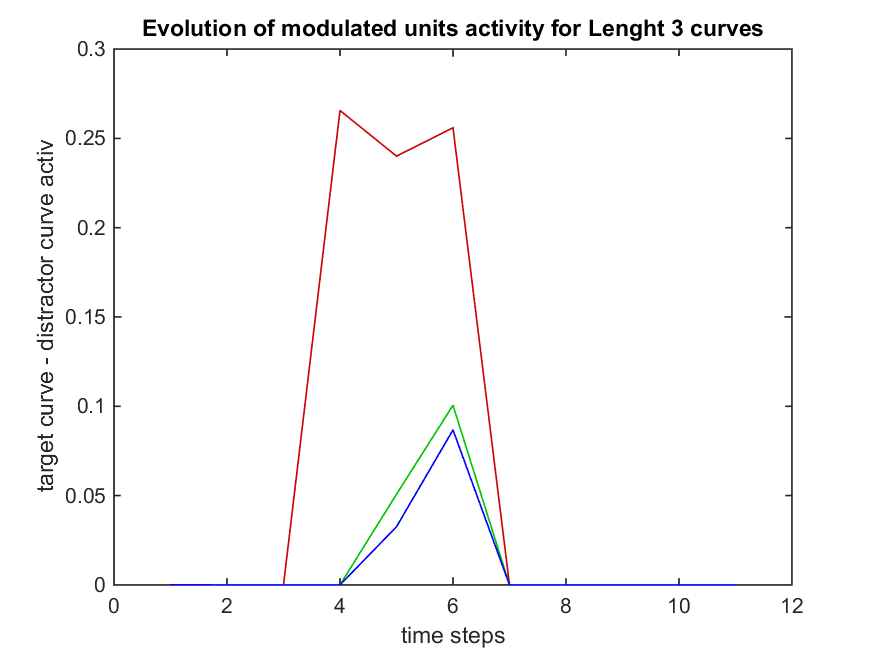 Evolution of modulated units activity for Lenght 3 curves
0.3
0.25
0.2
0.15
0.1
0.05
0
target curve - distractor curve activ
0 2 4 6 8 10 12
time steps